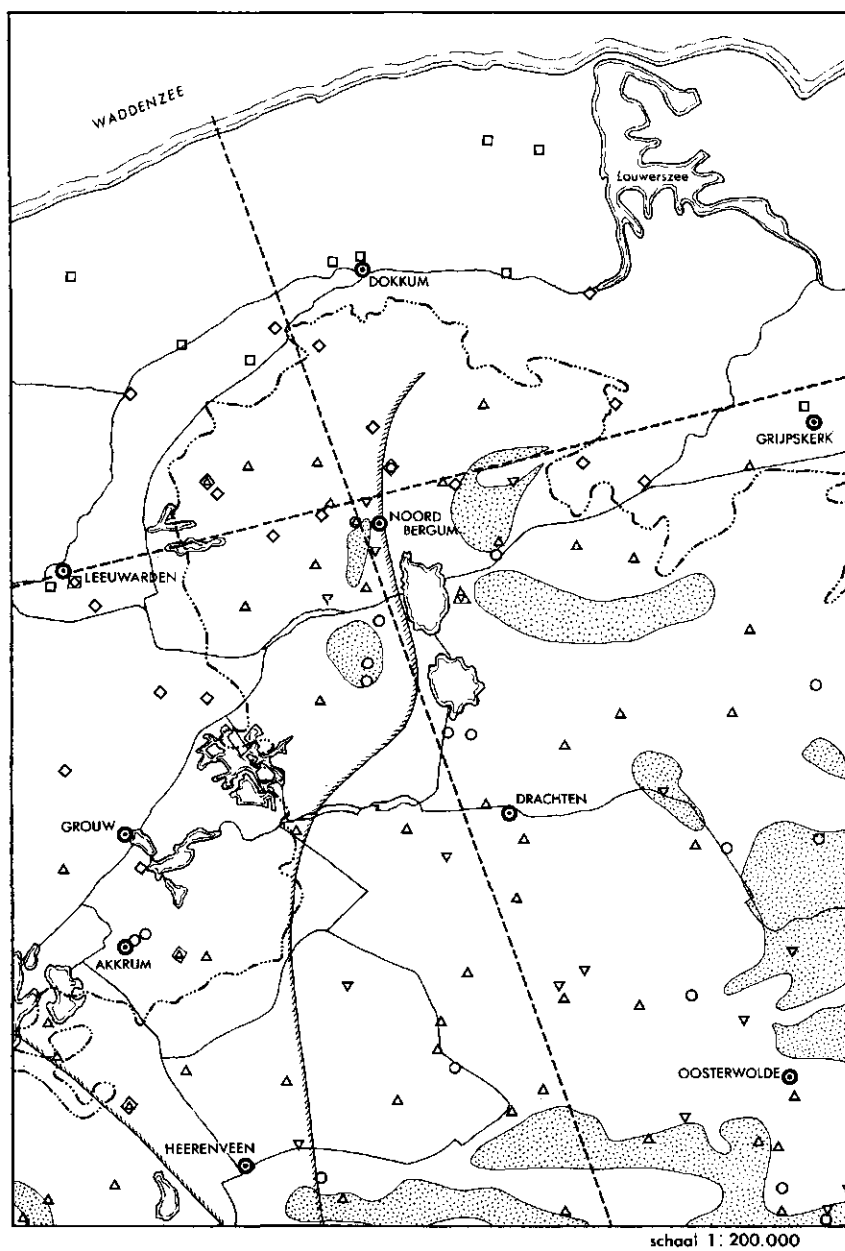 WADDENZEE
Lauwerszee
DOKKUM
GRIJPSKERK
NOORD
BERGUM
LEEUWARDEN
DRACHTEN
GROUW
AKKRUM
OOSTERWOLDE
HEERENVEEN
schaal 1:200.000